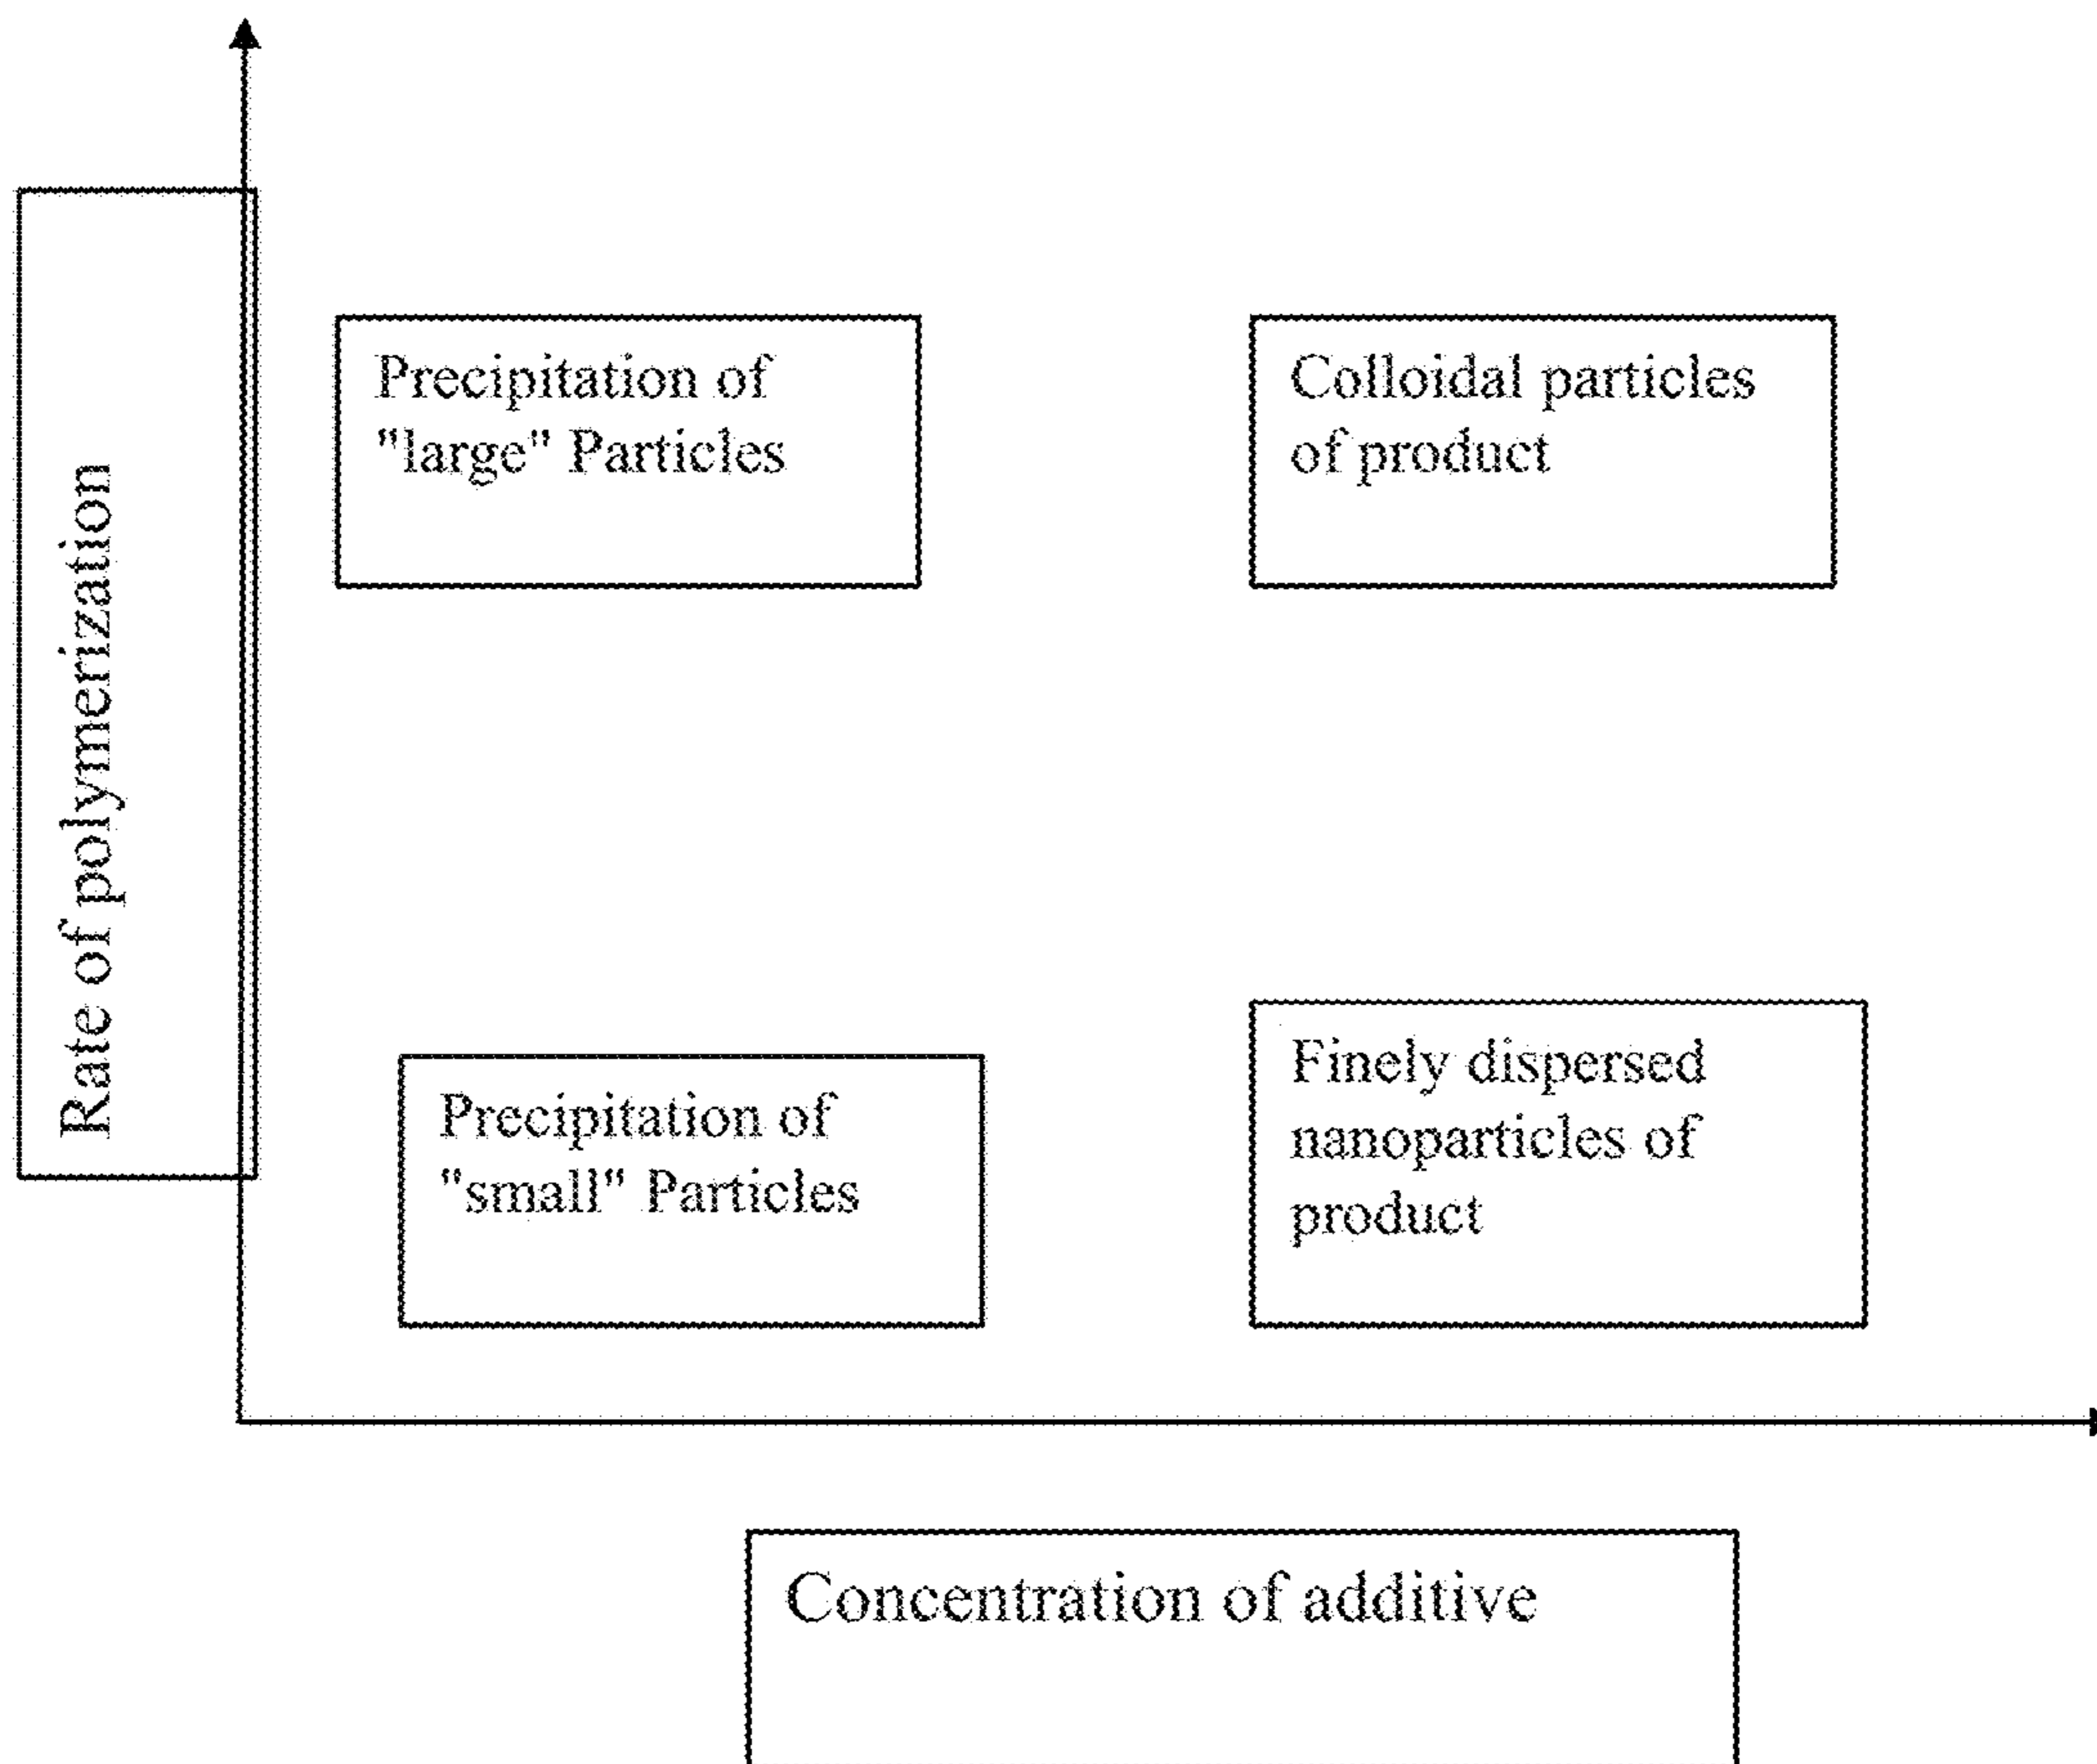 Rate of polymerization
Precipitation of
"large" Particles
Colloidal particles
of product
Precipitation of
"small" Particles
Finely dispersed
nanoparticles of
product
Concentration of additive